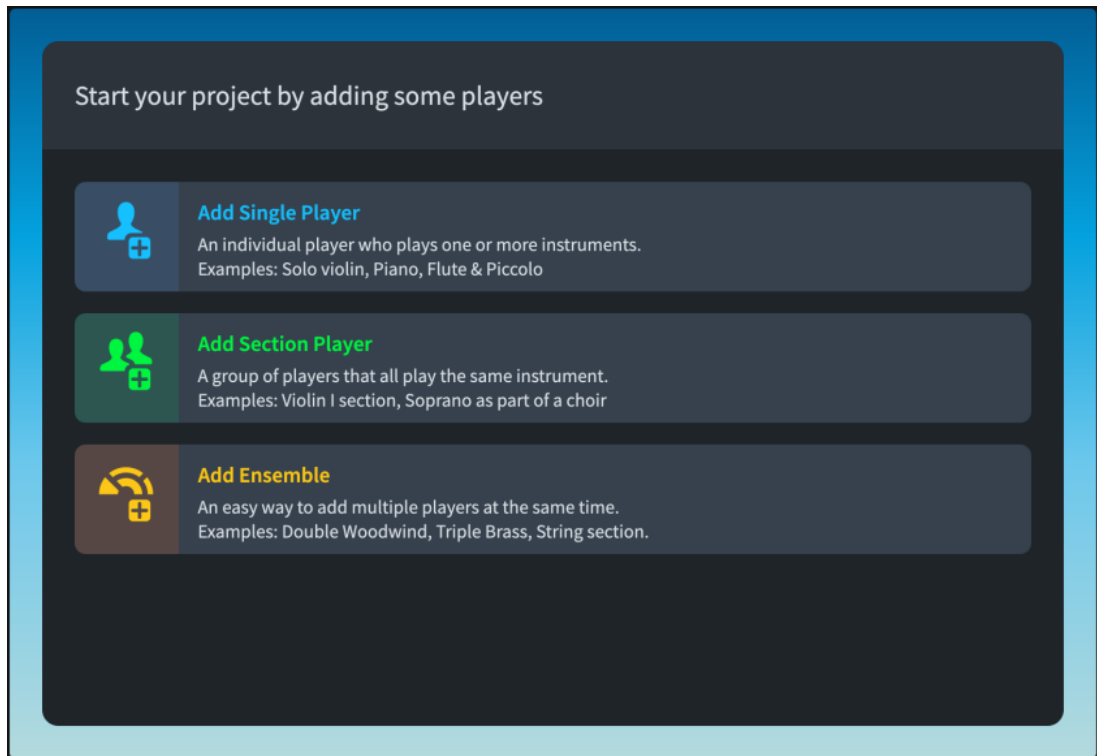 Start your project by adding some players
Add Single Player
An individual player who plays one or more instruments.
Examples: Solo violin, Piano, Flute & Piccolo
Add Section Player
A group of players that all play the same instrument.
Examples: Violin I section, Soprano as part of a choir
Add Ensemble
An easy way to add multiple players at the same time.
Examples: Double Woodwind, Triple Brass, String section.